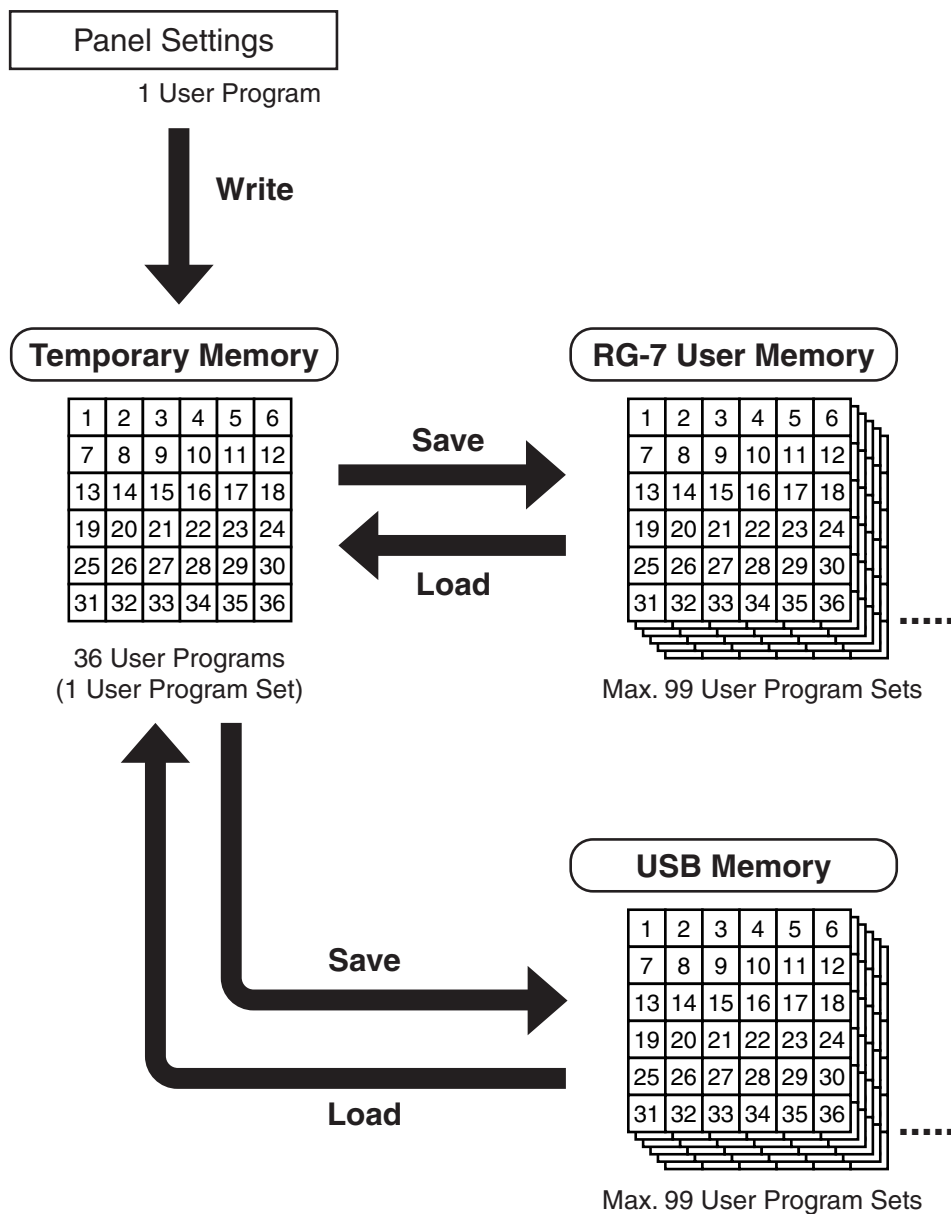 Panel Settings
1 User Program
Write
Temporary Memory
1 2 3 4 5 6
7 8 9 10 11 12
13 14 15 16 17 18
19 20 21 22 23 24
25 26 27 28 29 30
31 32 33 34 35 36
36 User Programs
(1 User Program Set)
Save
Load
RG-7 User Memory
1 2 3 4 5 6
7 8 9 10 11 12
13 14 15 16 17 18
19 20 21 22 23 24
25 26 27 28 29 30
31 32 33 34 35 36
Max. 99 User Program Sets
Save
Load
USB Memory
1 2 3 4 5 6
7 8 9 10 11 12
13 14 15 16 17 18
19 20 21 22 23 24
25 26 27 28 29 30
31 32 33 34 35 36
Max. 99 User Program Sets